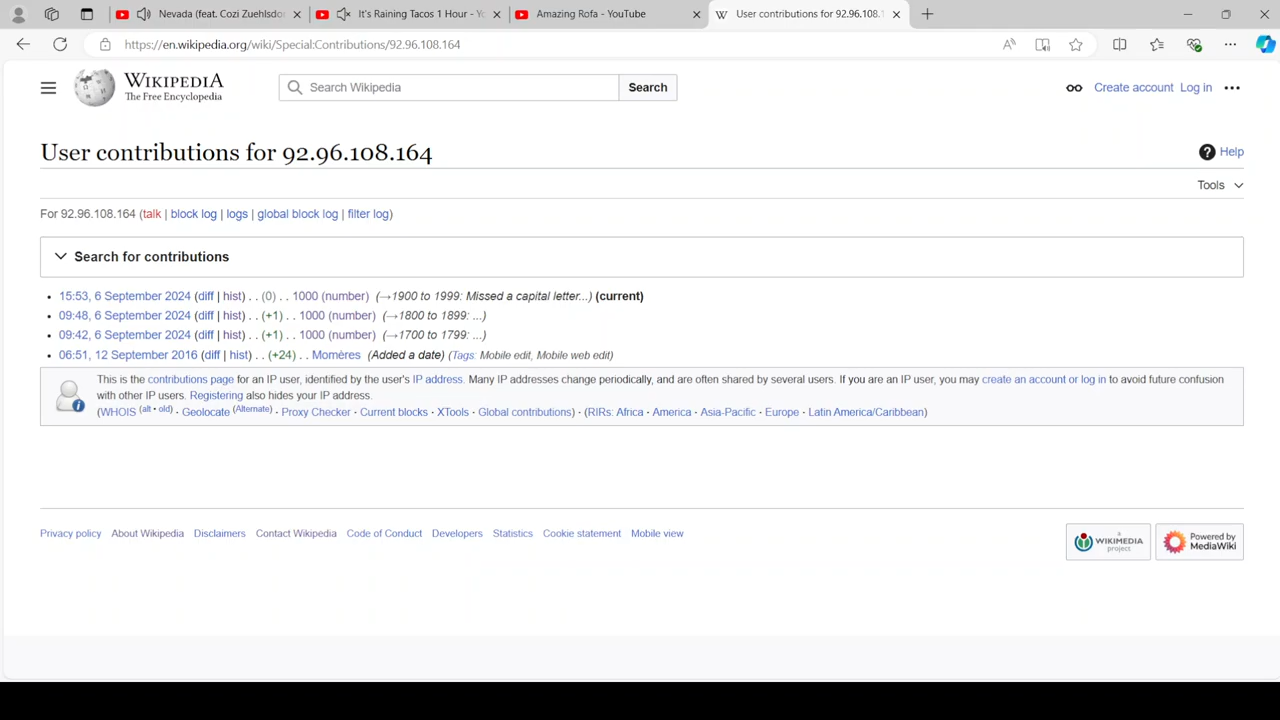 Nevada (feat. Cozi Zuehlsdo
It's Raining Tacos 1 Hour - Yo
Amazing Rofa - YouTube
User contributions for 92.96.108.1
https://en.wikipedia.org/wiki/Special:Contributions/92.96.108.164
WIKIPEDIA
The Free Encyclopedia
Search Wikipedia
Search
Create account Log in
User contributions for 92.96.108.164
Help
Tools
For 92.96.108.164 (talk | block log | logs | global block log | filter log)
Search for contributions
15:53, 6 September 2024 (diff | hist) . . (0) . . 1000 (number) (→1900 to 1999: Missed a capital letter...) (current)
09:48, 6 September 2024 (diff | hist) . . (+1) . . 1000 (number) (→1800 to 1899: ...)
09:42, 6 September 2024 (diff | hist) . . (+1) . . 1000 (number) (→1700 to 1799: ...)
06:51, 12 September 2016 (diff | hist) . . (+24) . . Momères (Added a date) (Tags: Mobile edit, Mobile web edit)
This is the contributions page for an IP user, identified by the user's IP address. Many IP addresses change periodically, and are often shared by several users. If you are an IP user, you may create an account or log in to avoid future confusion
with other IP users. Registering also hides your IP address.
(WHOIS (alt • old) · Geolocate (Alternate) · Proxy Checker · Current blocks · XTools · Global contributions) · (RIRs: Africa · America · Asia-Pacific · Europe · Latin America/Caribbean)
Privacy policy About Wikipedia Disclaimers Contact Wikipedia Code of Conduct Developers Statistics Cookie statement Mobile view
A WIKIMEDIA project
Powered by MediaWiki